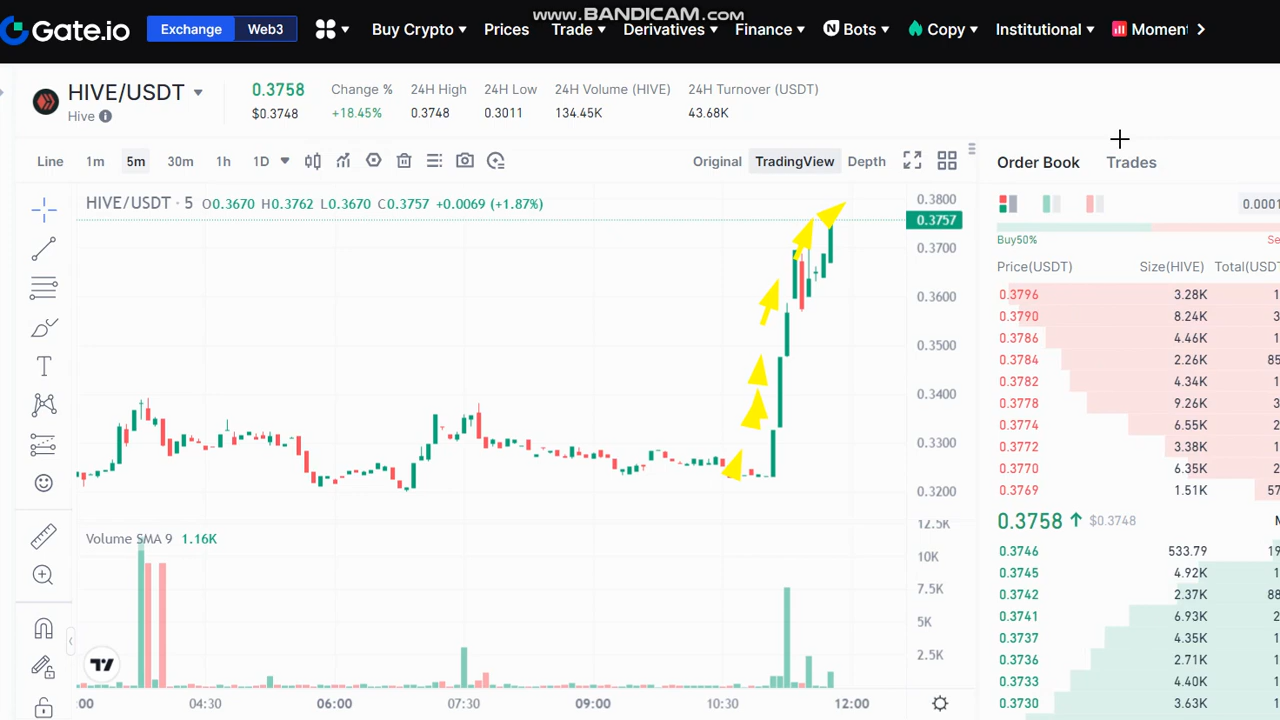 www.BANDICAM.com
Gate.io Exchange Web3 Buy Crypto Prices Trade Derivatives Finance Bots Copy Institutional
HIVE/USDT
Hive
0.3758
$0.3748
Change %
+18.45%
24H High
0.3748
24H Low
0.3011
24H Volume (HIVE)
134.45K
24H Turnover (USDT)
43.68K
Line 1m 5m 30m 1h 1D Original TradingView Depth
HIVE/USDT · 5 O0.3670 H0.3762 L0.3670 C0.3757 +0.0069 (+1.87%)
0.3800
0.3757
0.3700
0.3600
0.3500
0.3400
0.3300
0.3200
Volume SMA 9 1.16K
12.5K
10K
7.5K
5K
2.5K
:00 04:30 06:00 07:30 09:00 10:30 12:00
Order Book Trades
0.0001
Buy50%
Price(USDT) Size(HIVE)
0.3796 3.28K
0.3790 8.24K
0.3786 4.46K
0.3784 2.26K
0.3782 4.34K
0.3778 9.26K
0.3774 6.55K
0.3772 3.38K
0.3770 6.35K
0.3769 1.51K
0.3758 $0.3748
0.3746 533.79
0.3745 4.92K
0.3742 2.37K
0.3741 6.93K
0.3737 4.35K
0.3736 2.71K
0.3733 4.40K
0.3730 3.63K